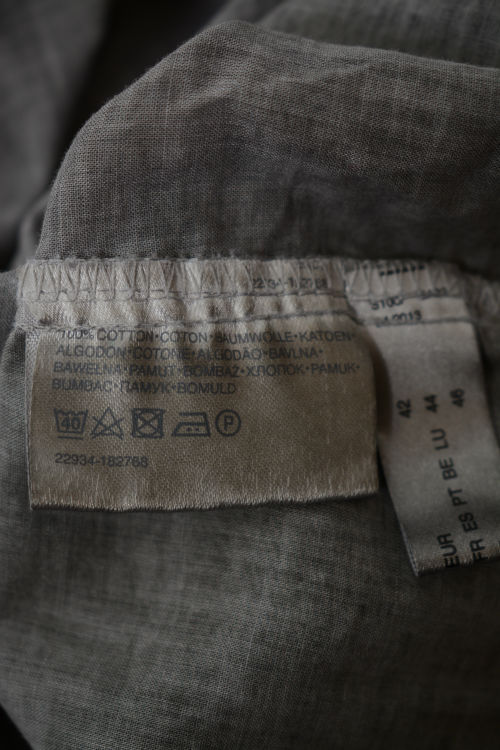 100% COTTON·COTON·BAUMWOLLE·KATOEN·
ALGODON·COTONE·ALGODÃO·BAVLNA·
BAWEŁNA·PAMUT·BOMBAZ·ХЛОПОК·PAMUK·
BUMBAC·ПАМУК·BOMULD
40 P
22934-182768
42 44 46
EUR
FR ES PT BE LU